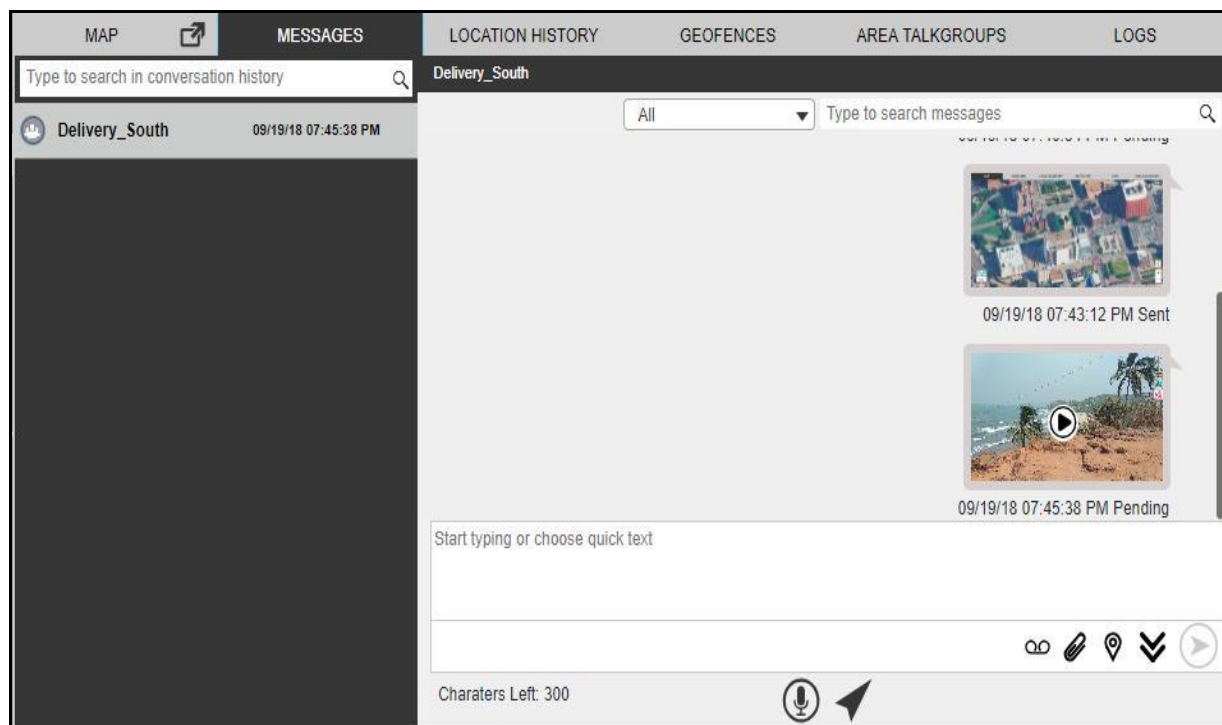 MAP MESSAGES LOCATION HISTORY GEOFENCES AREA TALKGROUPS LOGS
Type to search in conversation history
Delivery_South 09/19/18 07:45:38 PM
Delivery_South
All Type to search messages
Pending
09/19/18 07:43:12 PM Sent
09/19/18 07:45:38 PM Pending
Start typing or choose quick text
Charaters Left: 300